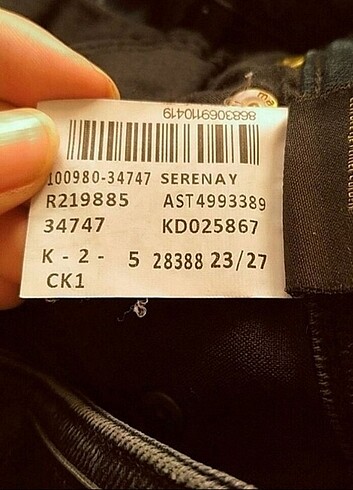 8683069110419
100980-34747 SERENAY
R219885 AST4993389
34747 KD025867
K - 2 - 5 28388 23/27
CK1